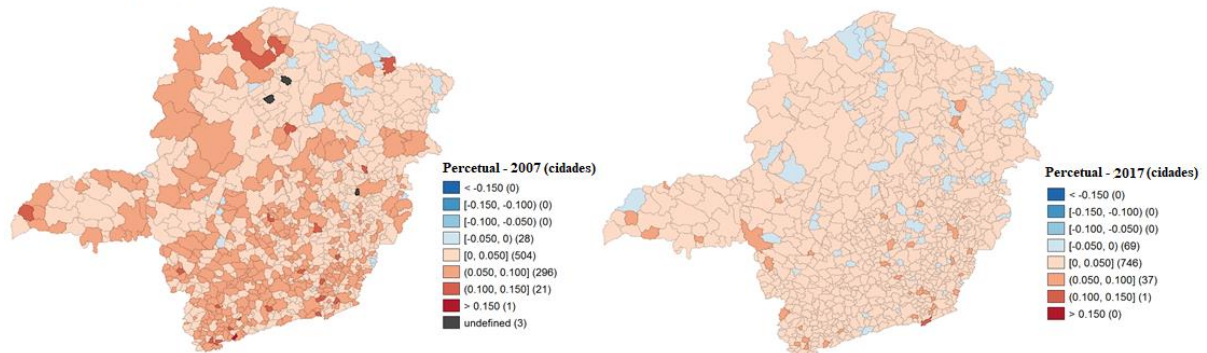 Percetual - 2007 (cidades)
< -0.150 (0)
[-0.150, -0.100) (0)
[-0.100, -0.050) (0)
[-0.050, 0) (28)
[0, 0.050] (504)
(0.050, 0.100] (296)
(0.100, 0.150] (21)
> 0.150 (1)
undefined (3)
Percetual - 2017 (cidades)
< -0.150 (0)
[-0.150, -0.100) (0)
[-0.100, -0.050) (0)
[-0.050, 0) (69)
[0, 0.050] (746)
(0.050, 0.100] (37)
(0.100, 0.150] (1)
> 0.150 (0)